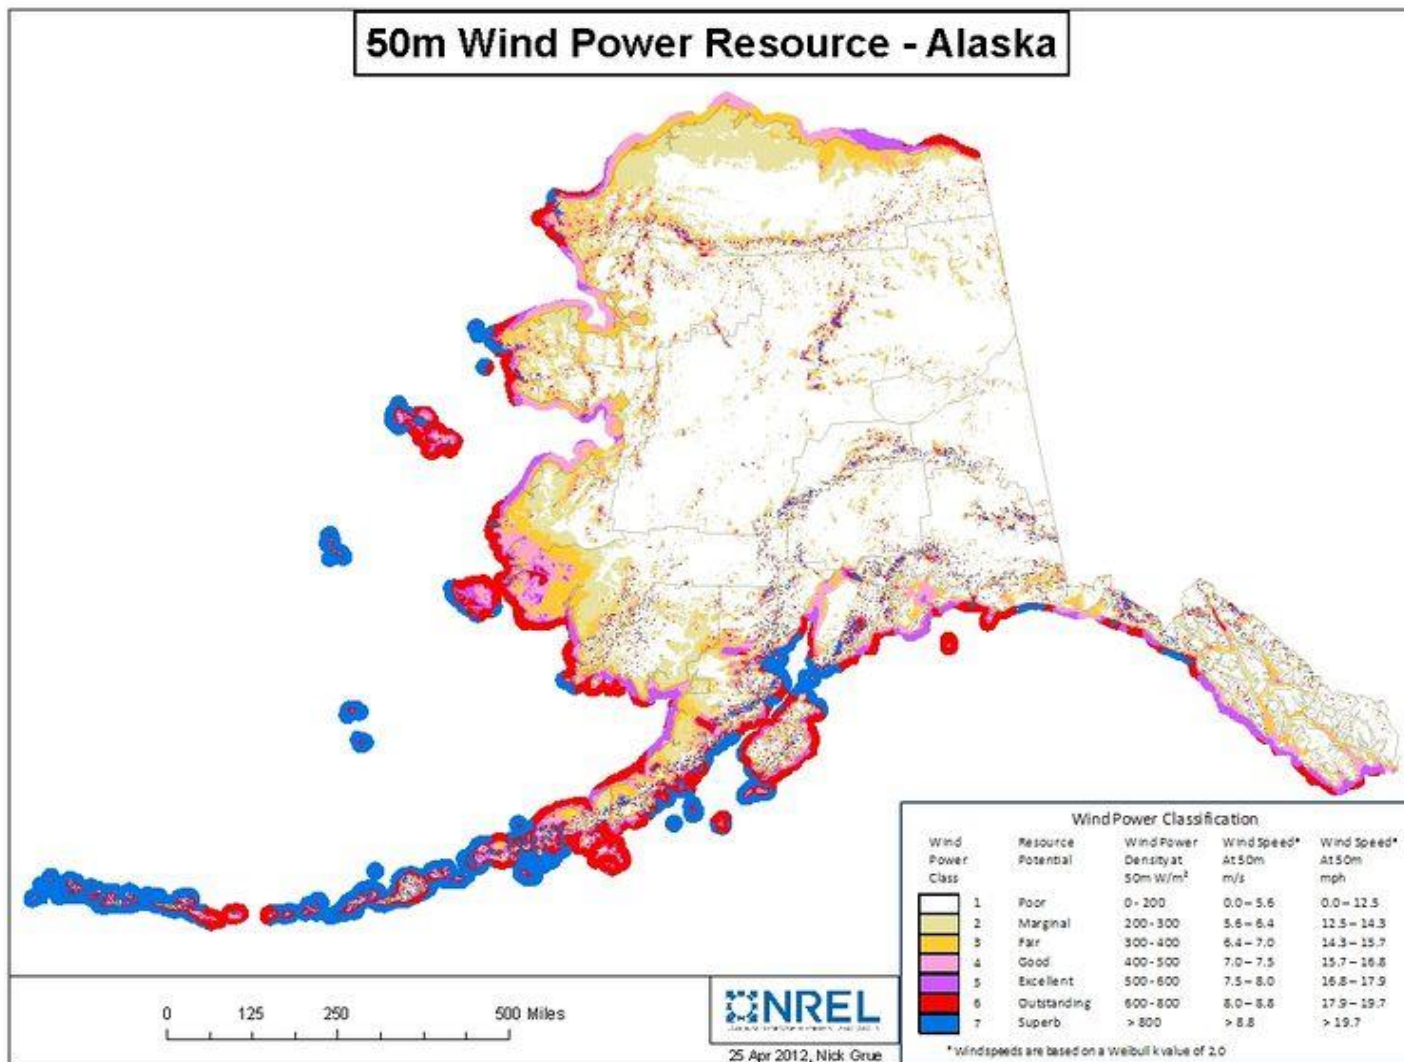 50m Wind Power Resource - Alaska
Wind Power Classification
Wind Power Class Resource Potential Wind Power Density at 50m W/m² Wind Speed* At 50m m/s Wind Speed* At 50m mph
1 Poor 0 - 200 0.0 – 5.6 0.0 – 12.5
2 Marginal 200 - 300 5.6 – 6.4 12.5 – 14.3
3 Fair 300 - 400 6.4 – 7.0 14.3 – 15.7
4 Good 400 - 500 7.0 – 7.5 15.7 – 16.8
5 Excellent 500 - 600 7.5 – 8.0 16.8 – 17.9
6 Outstanding 600 - 800 8.0 – 8.8 17.9 – 19.7
7 Superb > 800 > 8.8 > 19.7
* Wind speeds are based on a Weibull k value of 2.0
0 125 250 500 Miles
NREL
25 Apr 2012, Nick Grue